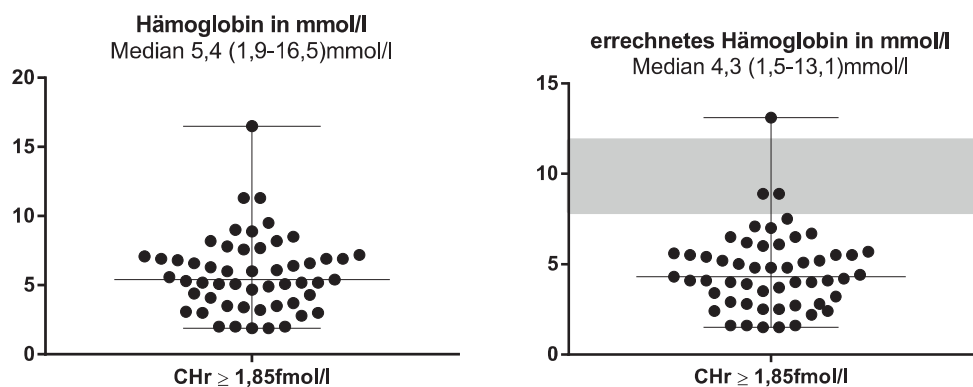 Hämoglobin in mmol/l
Median 5,4 (1,9-16,5)mmol/l
20
15
10
5
0
CHr ≥ 1,85fmol/l
errechnetes Hämoglobin in mmol/l
Median 4,3 (1,5-13,1)mmol/l
15
10
5
0
CHr ≥ 1,85fmol/l